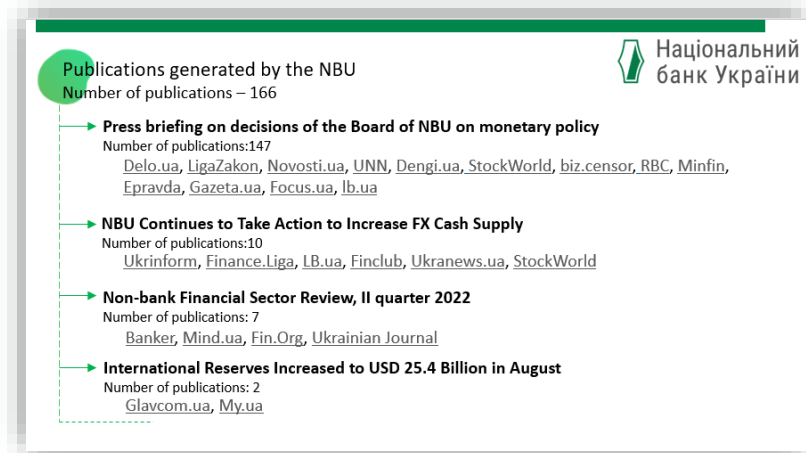 Національний
банк України
Publications generated by the NBU
Number of publications – 166
Press briefing on decisions of the Board of NBU on monetary policy
Number of publications:147
Delo.ua, LigaZakon, Novosti.ua, UNN, Dengi.ua, StockWorld, biz.censor, RBC, Minfin,
Epravda, Gazeta.ua, Focus.ua, lb.ua
NBU Continues to Take Action to Increase FX Cash Supply
Number of publications:10
Ukrinform, Finance.Liga, LB.ua, Finclub, Ukranews.ua, StockWorld
Non-bank Financial Sector Review, II quarter 2022
Number of publications: 7
Banker, Mind.ua, Fin.Org, Ukrainian Journal
International Reserves Increased to USD 25.4 Billion in August
Number of publications: 2
Glavcom.ua, My.ua